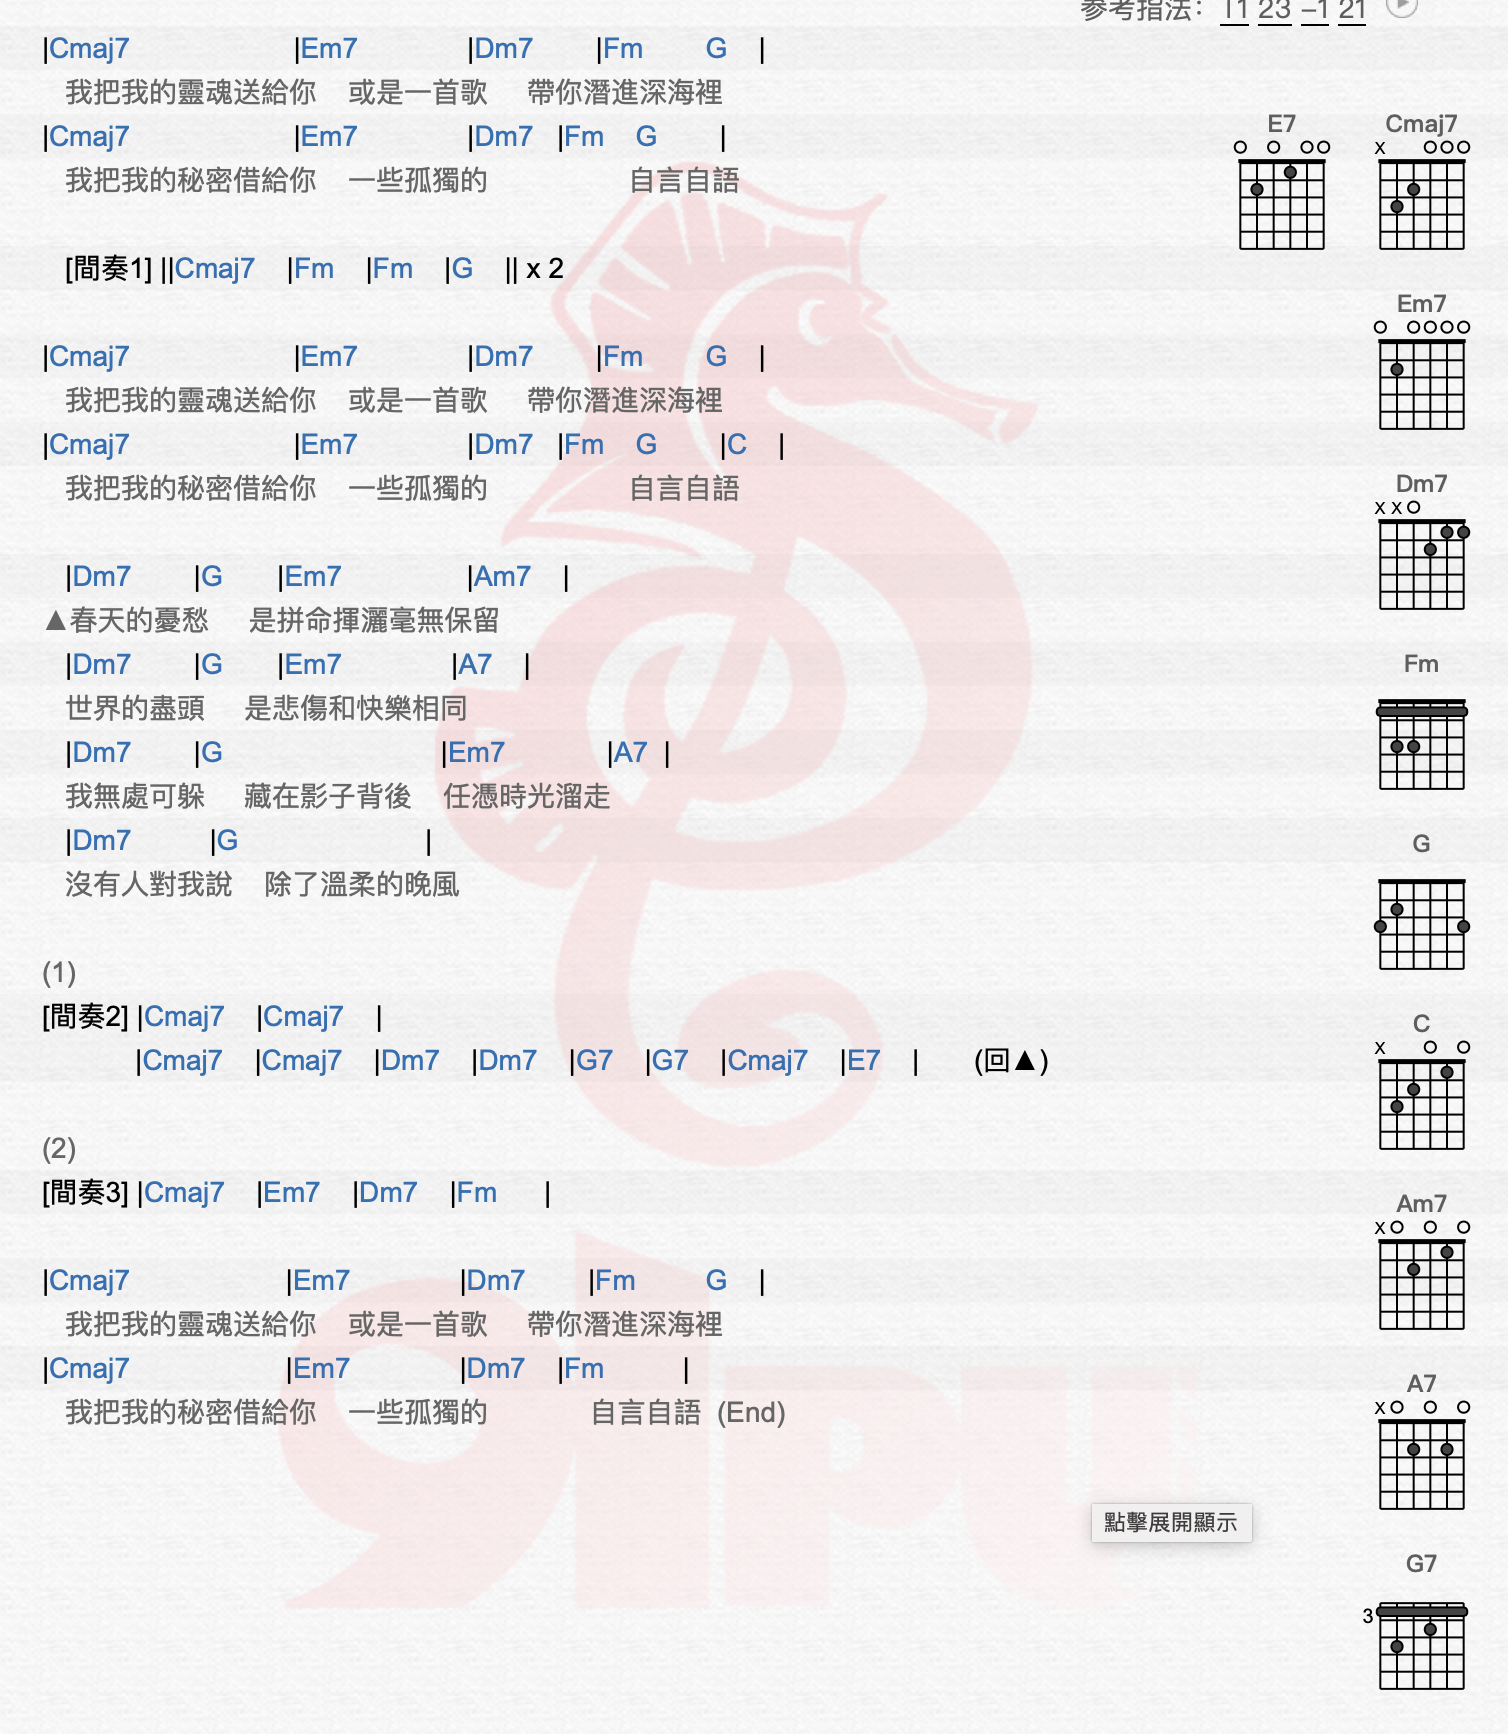 参考指法： 11 23 –1 21
|Cmaj7 |Em7 |Dm7 |Fm G |
我把我的靈魂送給你 或是一首歌 帶你潛進深海裡
|Cmaj7 |Em7 |Dm7 |Fm G |
我把我的秘密借給你 一些孤獨的 自言自語
[間奏1] ||Cmaj7 |Fm |Fm |G || x 2
|Cmaj7 |Em7 |Dm7 |Fm G |
我把我的靈魂送給你 或是一首歌 帶你潛進深海裡
|Cmaj7 |Em7 |Dm7 |Fm G |C |
我把我的秘密借給你 一些孤獨的 自言自語
|Dm7 |G |Em7 |Am7 |
▲春天的憂愁 是拼命揮灑毫無保留
|Dm7 |G |Em7 |A7 |
世界的盡頭 是悲傷和快樂相同
|Dm7 |G |Em7 |A7 |
我無處可躲 藏在影子背後 任憑時光溜走
|Dm7 |G |
沒有人對我說 除了溫柔的晚風
(1)
[間奏2] |Cmaj7 |Cmaj7 |
|Cmaj7 |Cmaj7 |Dm7 |Dm7 |G7 |G7 |Cmaj7 |E7 | (回▲)
(2)
[間奏3] |Cmaj7 |Em7 |Dm7 |Fm |
|Cmaj7 |Em7 |Dm7 |Fm G |
我把我的靈魂送給你 或是一首歌 帶你潛進深海裡
|Cmaj7 |Em7 |Dm7 |Fm |
我把我的秘密借給你 一些孤獨的 自言自語 (End)
點擊展開顯示
E7 Cmaj7
x
Em7
Dm7
x x
Fm
G
C
x
Am7
x
A7
x
G7
3
91pu